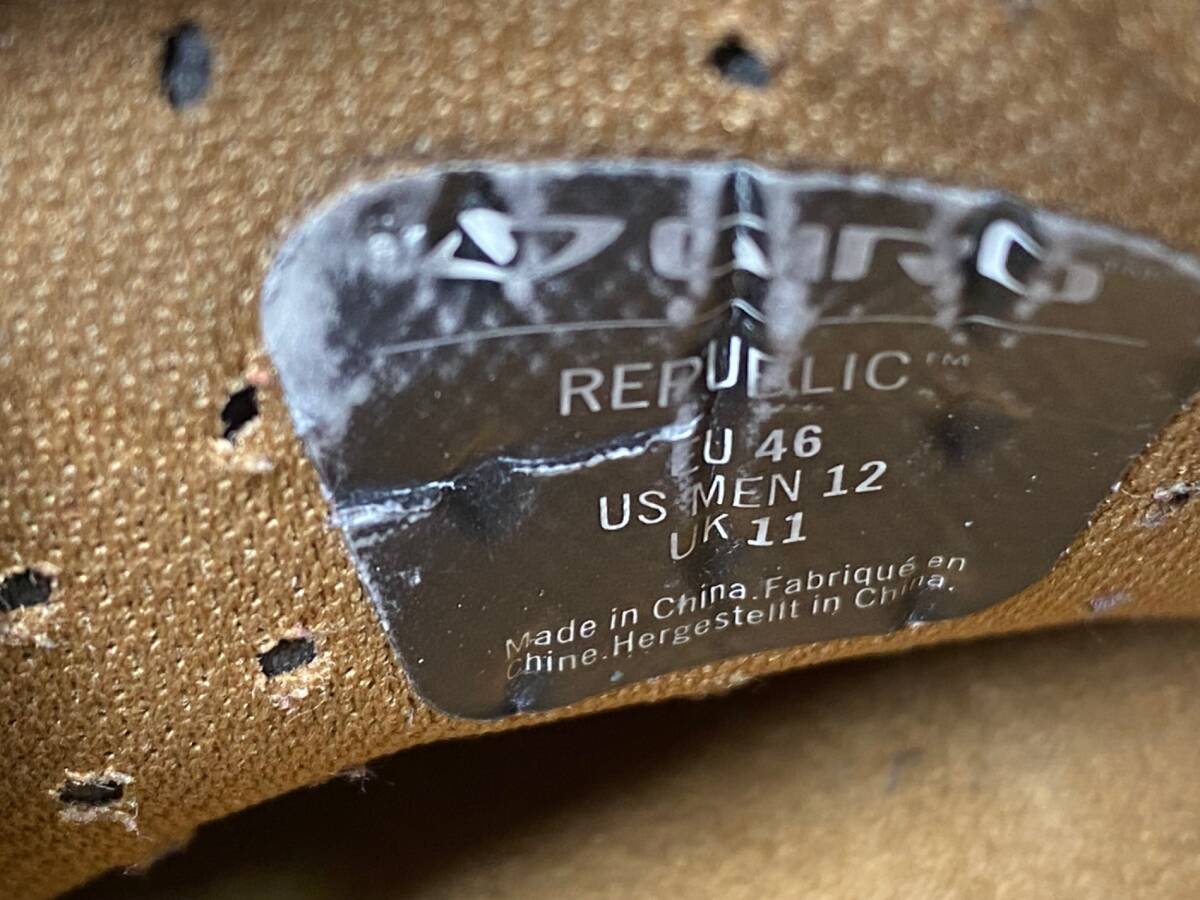 GIRO
REPUBLIC™
EU 46
US MEN 12
UK 11
Made in China.Fabriqué en
Chine.Hergestellt in China.